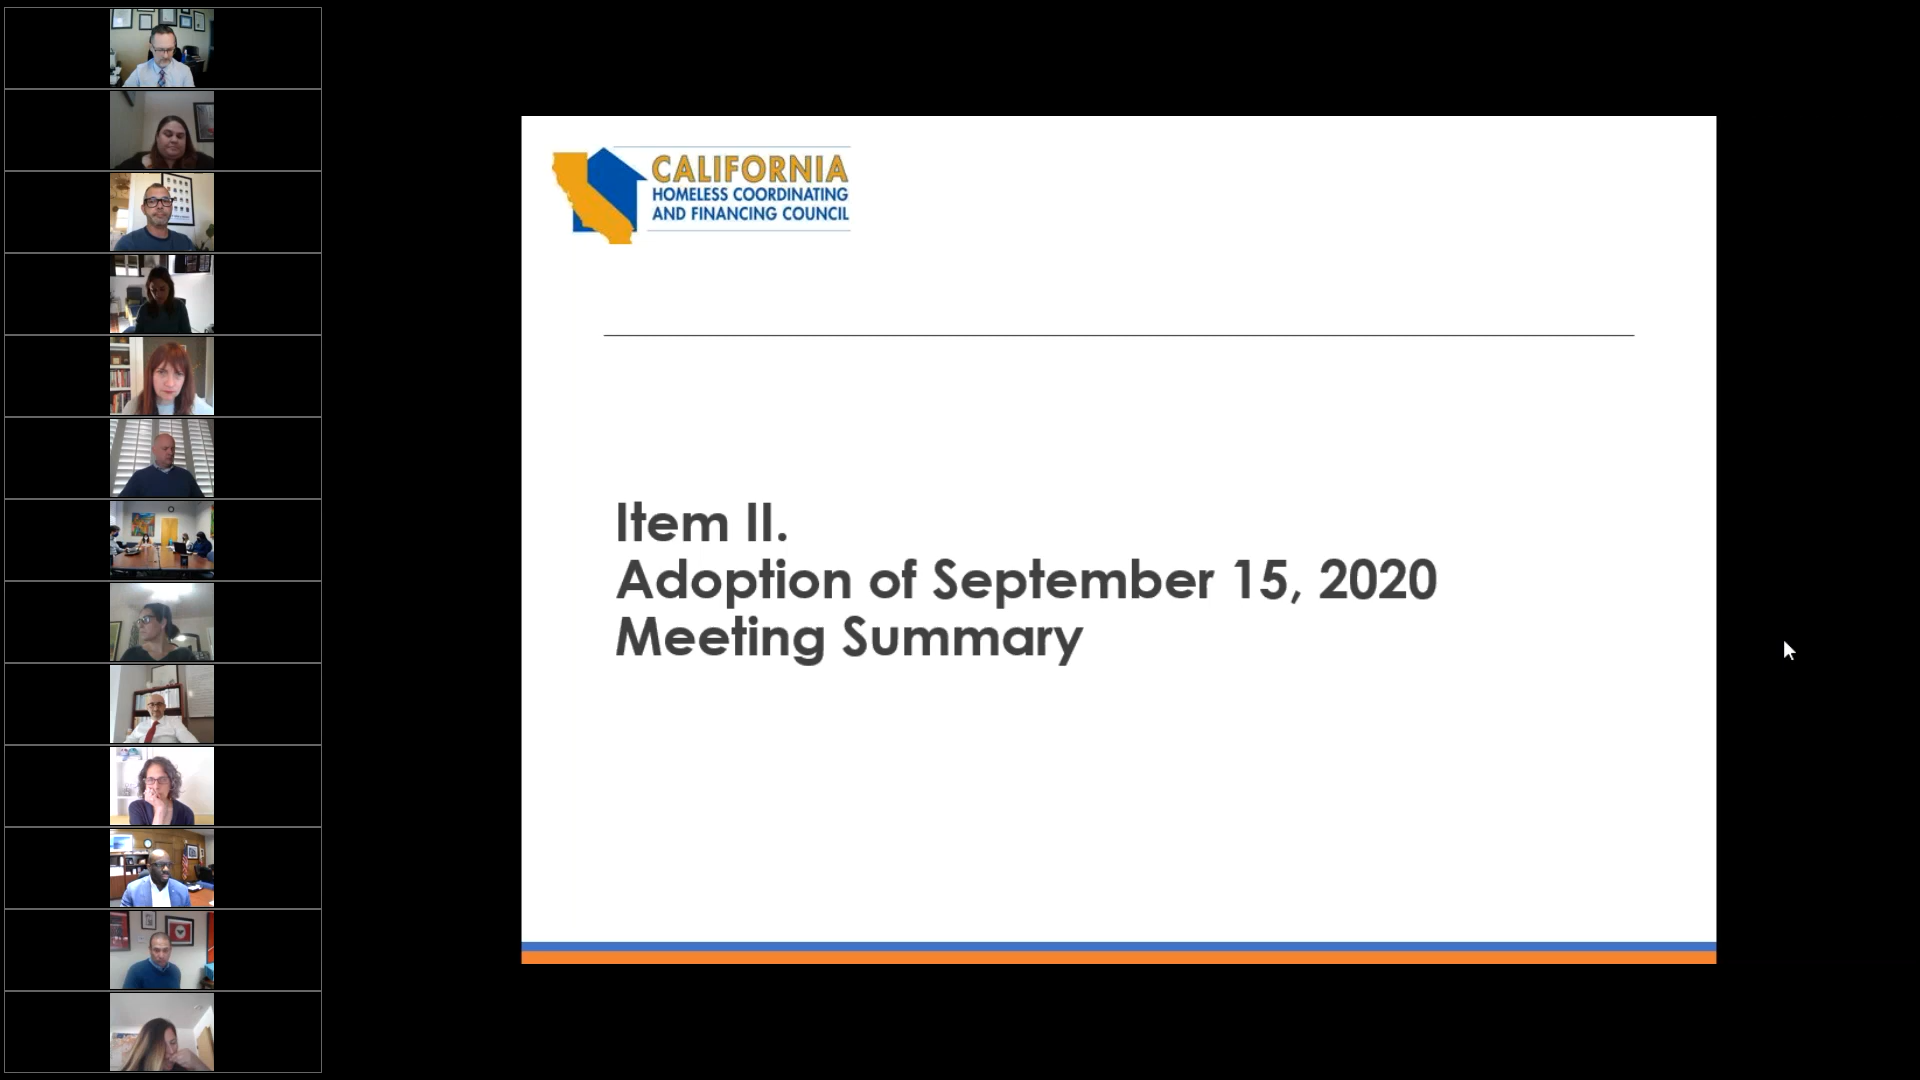 CALIFORNIA
HOMELESS COORDINATING
AND FINANCING COUNCIL
Item II.
Adoption of September 15, 2020
Meeting Summary